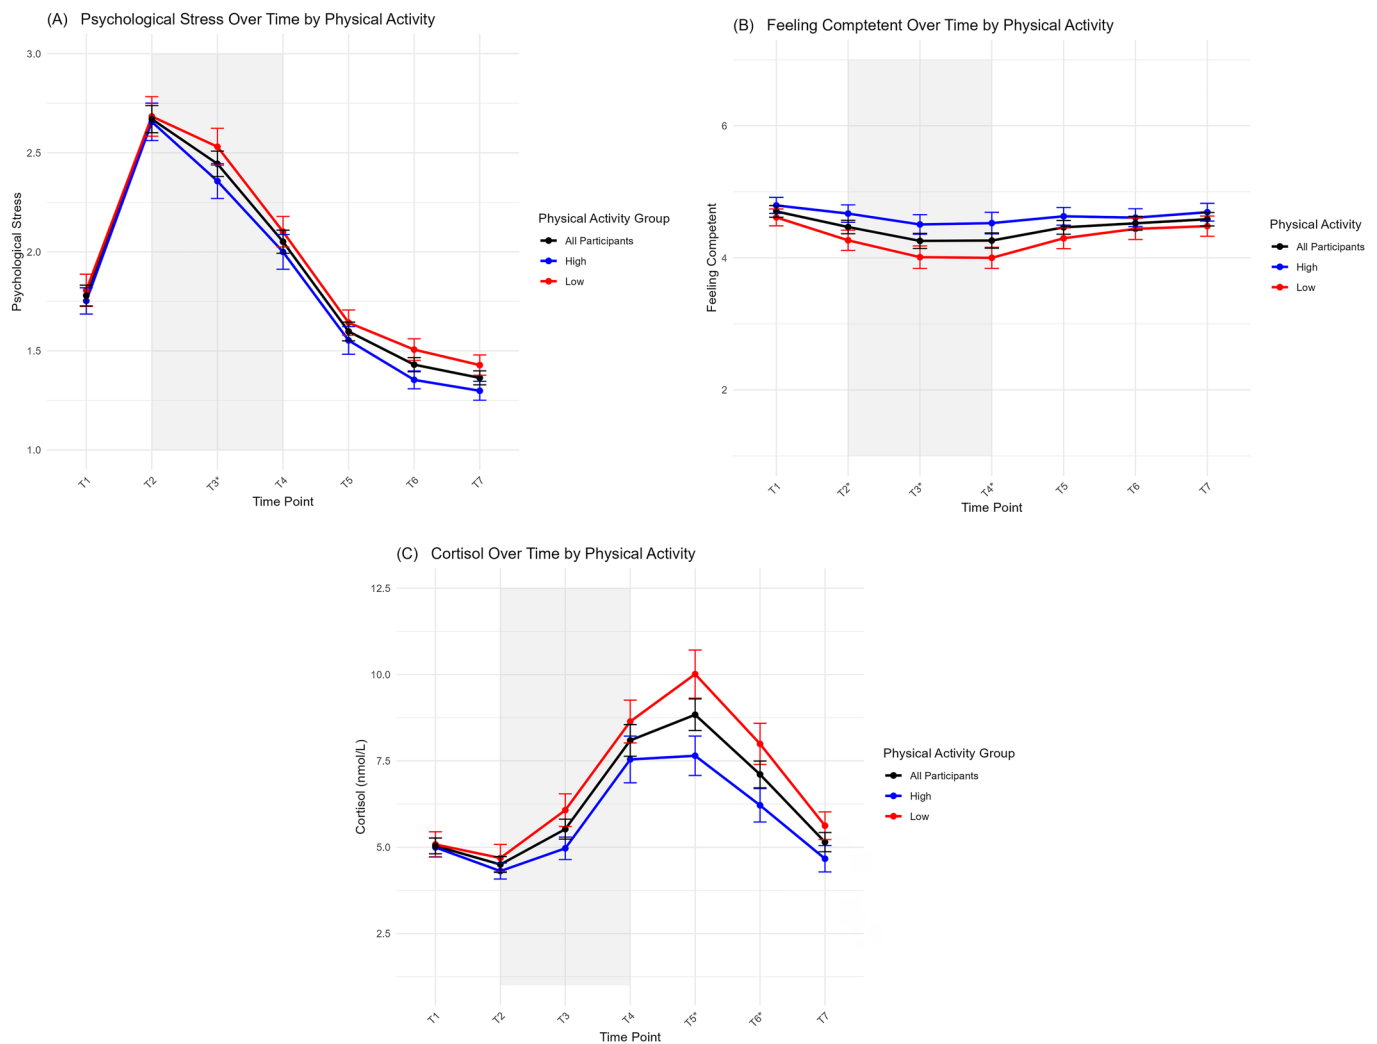 (A) Psychological Stress Over Time by Physical Activity
3.0
2.5
2.0
1.5
1.0
Psychological Stress
T1
T2
T3*
T4
T5
T6
T7
Time Point
Physical Activity Group
All Participants
High
Low
(B) Feeling Comptetent Over Time by Physical Activity
6
4
2
Feeling Competent
T1
T2*
T3*
T4*
T5
T6
T7
Time Point
Physical Activity
All Participants
High
Low
(C) Cortisol Over Time by Physical Activity
12.5
10.0
7.5
5.0
2.5
Cortisol (nmol/L)
T1
T2
T3
T4
T5*
T6*
T7
Time Point
Physical Activity Group
All Participants
High
Low